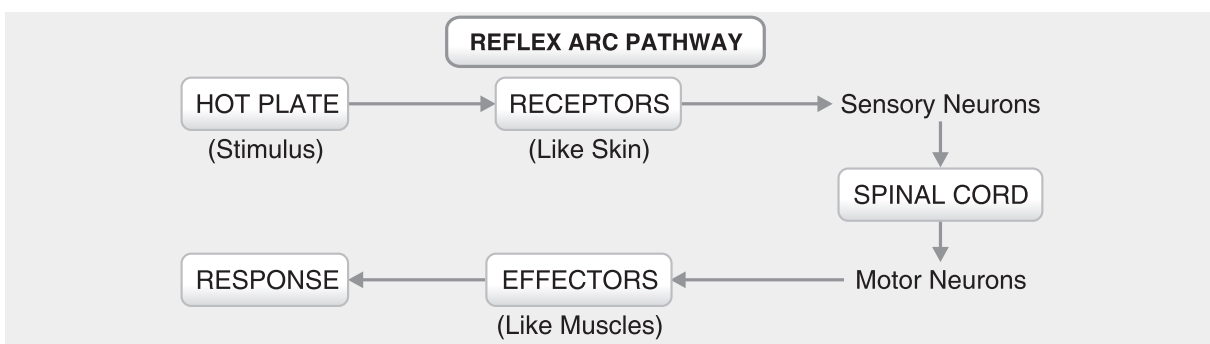 REFLEX ARC PATHWAY
HOT PLATE
(Stimulus)
RECEPTORS
(Like Skin)
Sensory Neurons
SPINAL CORD
Motor Neurons
EFFECTORS
(Like Muscles)
RESPONSE